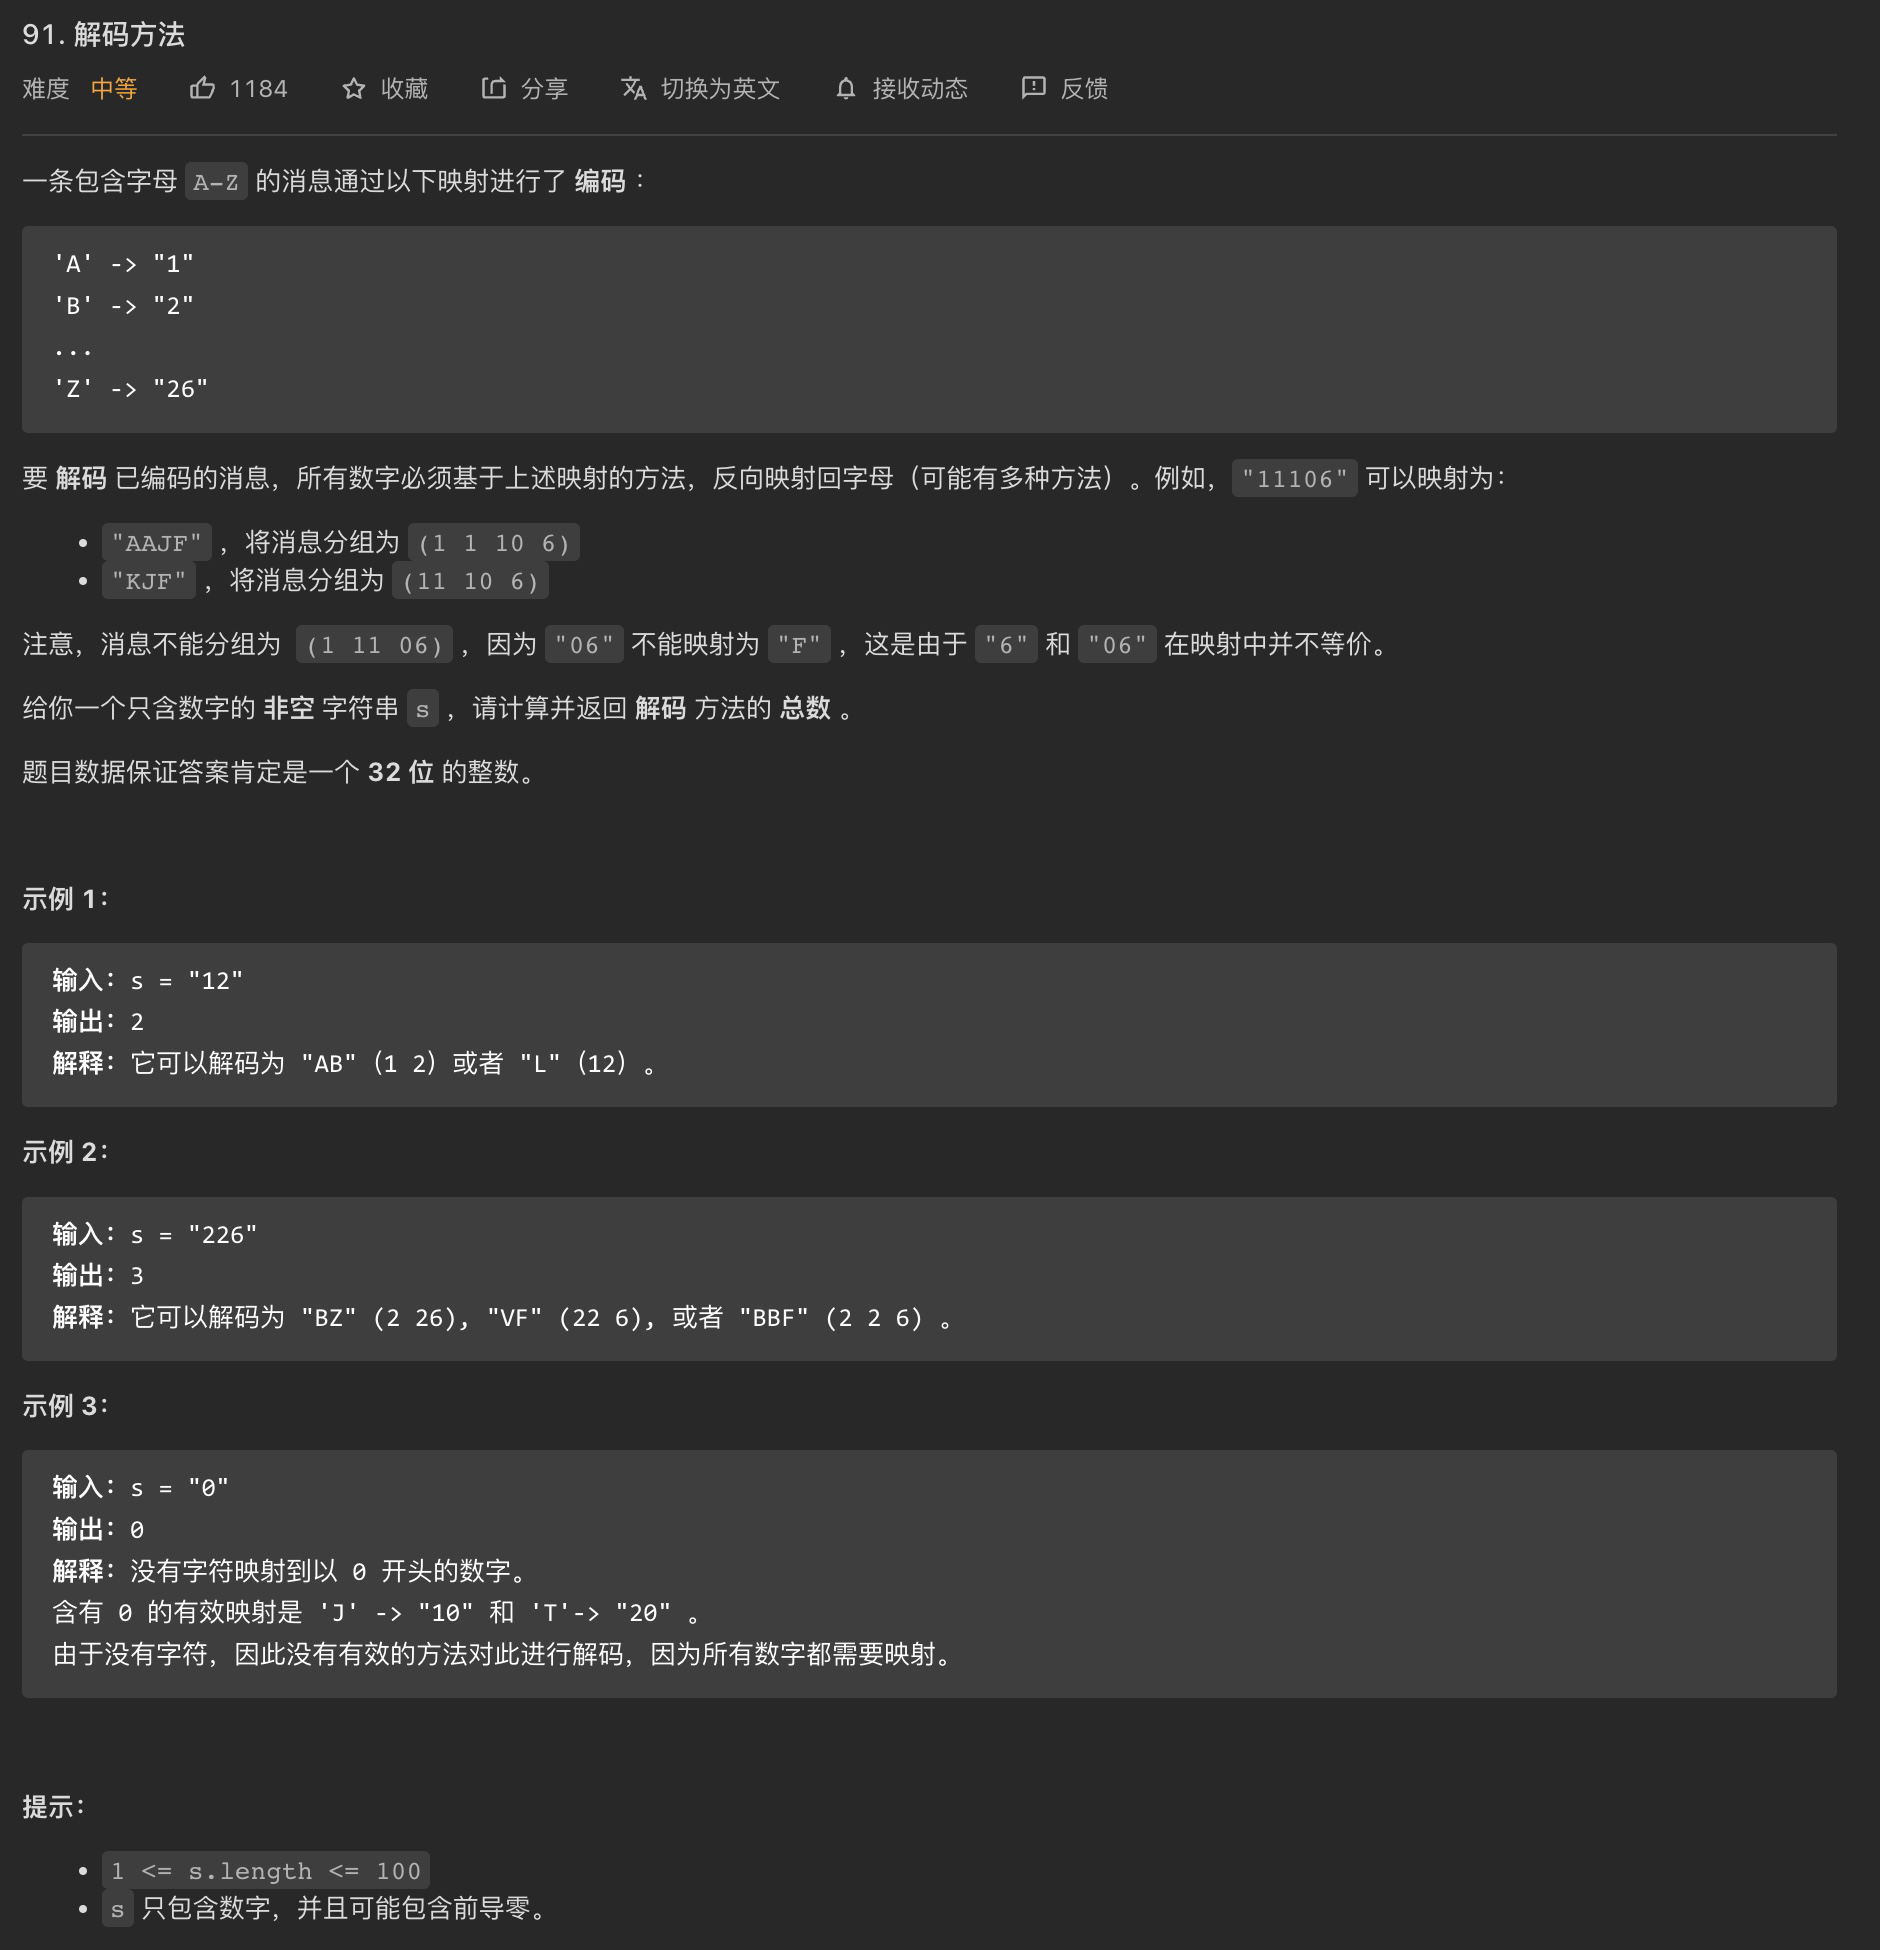 91. 解码方法
难度 中等 1184 收藏 分享 切换为英文 接收动态 反馈
一条包含字母 A-Z 的消息通过以下映射进行了 编码 ：
'A' -> "1"
'B' -> "2"
...
'Z' -> "26"
要 解码 已编码的消息，所有数字必须基于上述映射的方法，反向映射回字母（可能有多种方法）。例如，"11106" 可以映射为：
"AAJF" ，将消息分组为 (1 1 10 6)
"KJF" ，将消息分组为 (11 10 6)
注意，消息不能分组为 (1 11 06) ，因为 "06" 不能映射为 "F" ，这是由于 "6" 和 "06" 在映射中并不等价。
给你一个只含数字的 非空 字符串 s ，请计算并返回 解码 方法的 总数 。
题目数据保证答案肯定是一个 32 位 的整数。
示例 1：
输入：s = "12"
输出：2
解释：它可以解码为 "AB"（1 2）或者 "L"（12）。
示例 2：
输入：s = "226"
输出：3
解释：它可以解码为 "BZ" (2 26), "VF" (22 6), 或者 "BBF" (2 2 6) 。
示例 3：
输入：s = "0"
输出：0
解释：没有字符映射到以 0 开头的数字。
含有 0 的有效映射是 'J' -> "10" 和 'T'-> "20" 。
由于没有字符，因此没有有效的方法对此进行解码，因为所有数字都需要映射。
提示：
1 <= s.length <= 100
s 只包含数字，并且可能包含前导零。